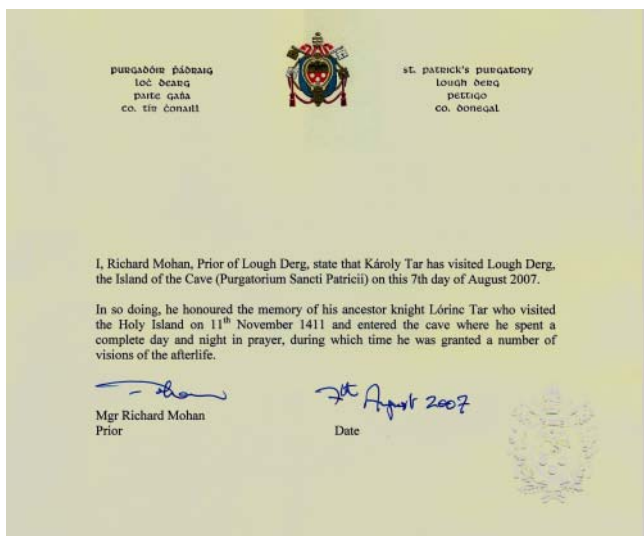 purgadóir pádraig
loċ dearg
paite gaṁa
co. tír ċonaill
st. patrick's purgatory
lough derg
pettigo
co. donegal
I, Richard Mohan, Prior of Lough Derg, state that Károly Tar has visited Lough Derg,
the Island of the Cave (Purgatorium Sancti Patricii) on this 7th day of August 2007.
In so doing, he honoured the memory of his ancestor knight Lórinc Tar who visited
the Holy Island on 11th November 1411 and entered the cave where he spent a
complete day and night in prayer, during which time he was granted a number of
visions of the afterlife.
7th August 2007
Mgr Richard Mohan
Prior
Date